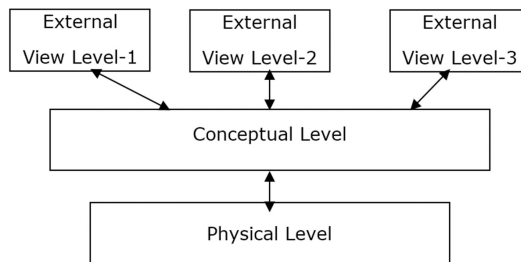 External
View Level-1
External
View Level-2
External
View Level-3
Conceptual Level
Physical Level